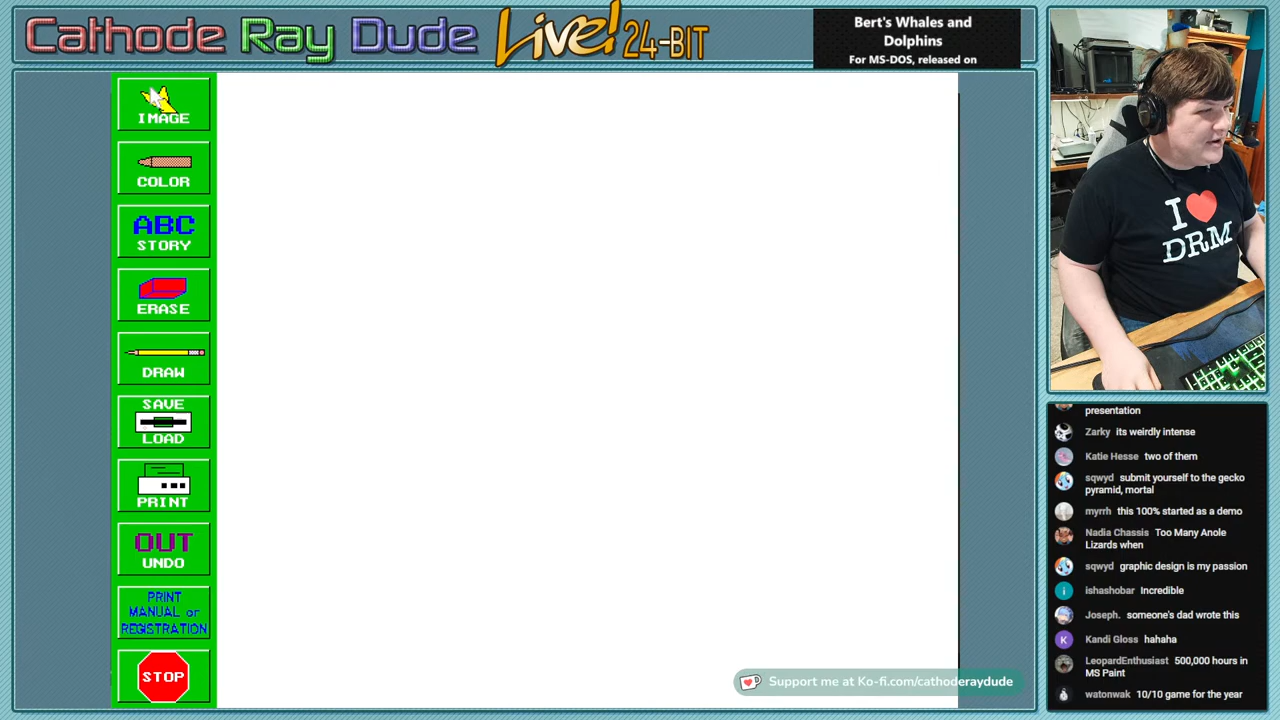 Cathode Ray Dude Live! 24-BIT
Bert's Whales and
Dolphins
For MS-DOS, released on
IMAGE
COLOR
ABC
STORY
ERASE
DRAW
SAVE
LOAD
PRINT
OUT
UNDO
PRINT
MANUAL or
REGISTRATION
STOP
Support me at Ko-fi.com/cathoderaydude
I
DRM
presentation
Zarky its weirdly intense
Katie Hesse two of them
sqwyd submit yourself to the gecko
pyramid, mortal
myrrh this 100% started as a demo
Nadia Chassis Too Many Anole
Lizards when
sqwyd graphic design is my passion
ishashobar Incredible
Joseph. someone's dad wrote this
Kandi Gloss hahaha
LeopardEnthusiast 500,000 hours in
MS Paint
watonwak 10/10 game for the year